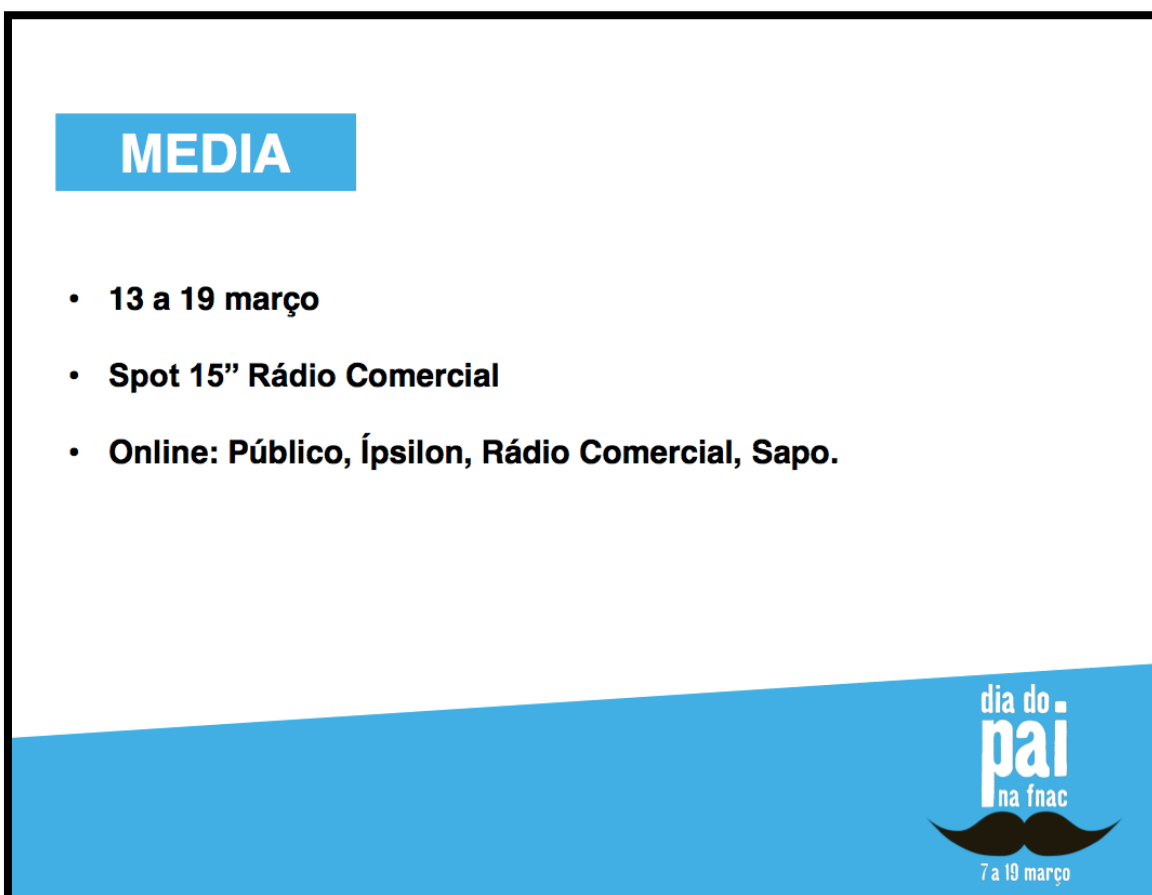 MEDIA
• 13 a 19 março
• Spot 15” Rádio Comercial
• Online: Público, Ípsilon, Rádio Comercial, Sapo.
dia do
pai
na fnac
7 a 19 março